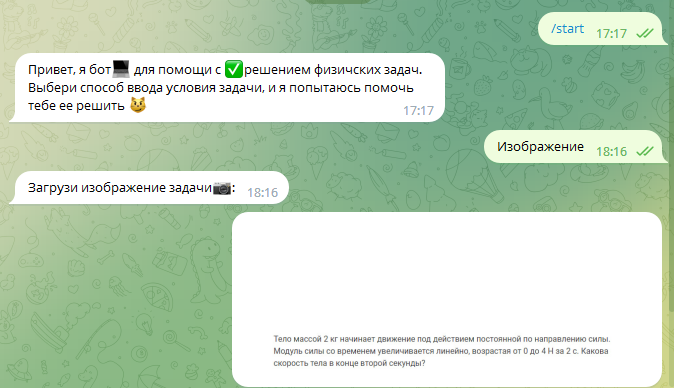 /start 17:17
Привет, я бот💻 для помощи с ✅решением физичских задач.
Выбери способ ввода условия задачи, и я попытаюсь помочь
тебе ее решить 😼 17:17
Изображение 18:16
Загрузи изображение задачи📷: 18:16
Тело массой 2 кг начинает движение под действием постоянной по направлению силы.
Модуль силы со временем увеличивается линейно, возрастая от 0 до 4 Н за 2 с. Какова
скорость тела в конце второй секунды?